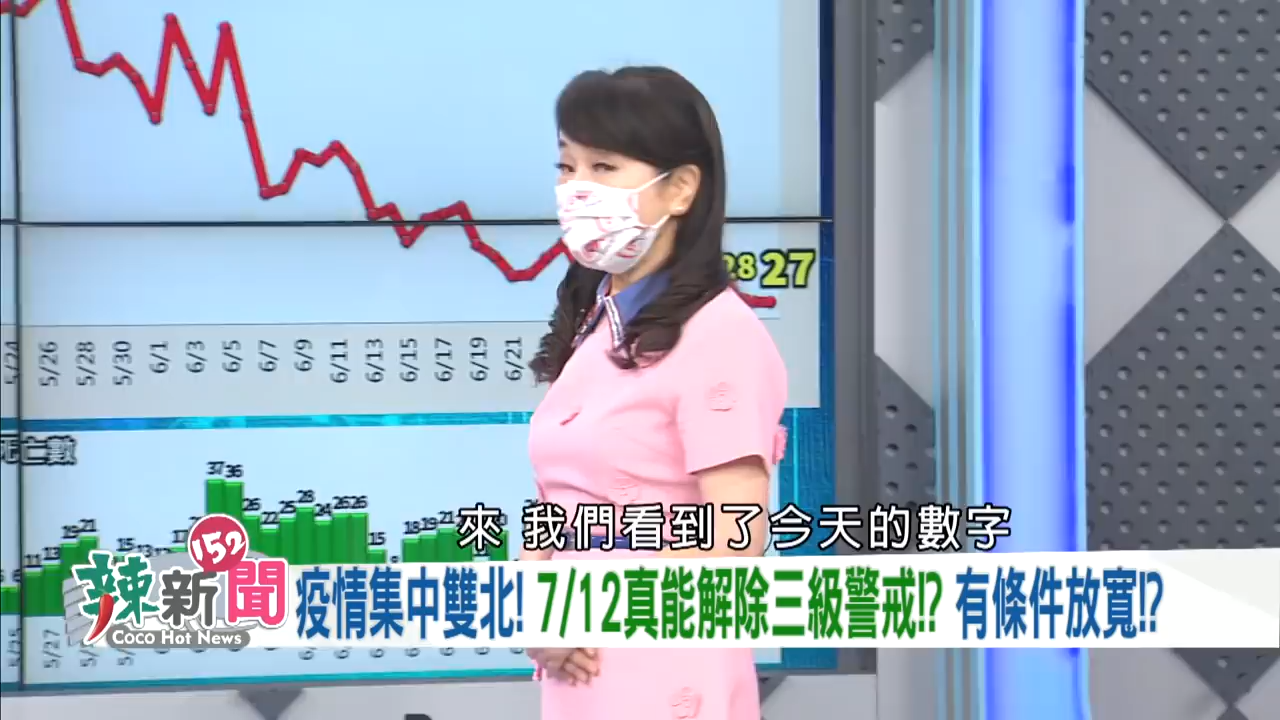 28 27
5/24 5/26 5/28 5/30 6/1 6/3 6/5 6/7 6/9 6/11 6/13 6/15 6/17 6/19 6/21
死亡數
37 36
11 13 19 21 15 26 22 25 28 24 26 26 15 18 19 21
來 我們看到了今天的數字
152
辣新聞
Coco Hot News
疫情集中雙北! 7/12真能解除三級警戒!? 有條件放寬!?